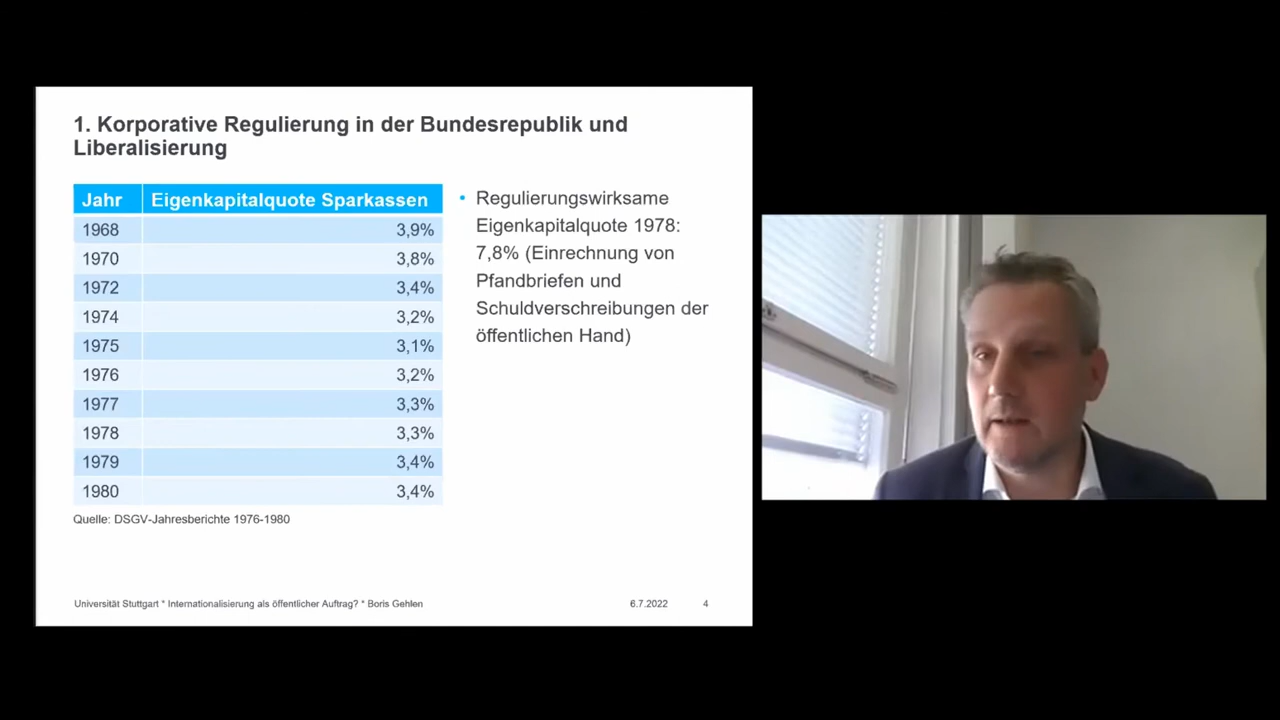 1. Korporative Regulierung in der Bundesrepublik und
Liberalisierung
Jahr Eigenkapitalquote Sparkassen
1968 3,9%
1970 3,8%
1972 3,4%
1974 3,2%
1975 3,1%
1976 3,2%
1977 3,3%
1978 3,3%
1979 3,4%
1980 3,4%
Quelle: DSGV-Jahresberichte 1976-1980
• Regulierungswirksame
Eigenkapitalquote 1978:
7,8% (Einrechnung von
Pfandbriefen und
Schuldverschreibungen der
öffentlichen Hand)
Universität Stuttgart * Internationalisierung als öffentlicher Auftrag? * Boris Gehlen 6.7.2022 4